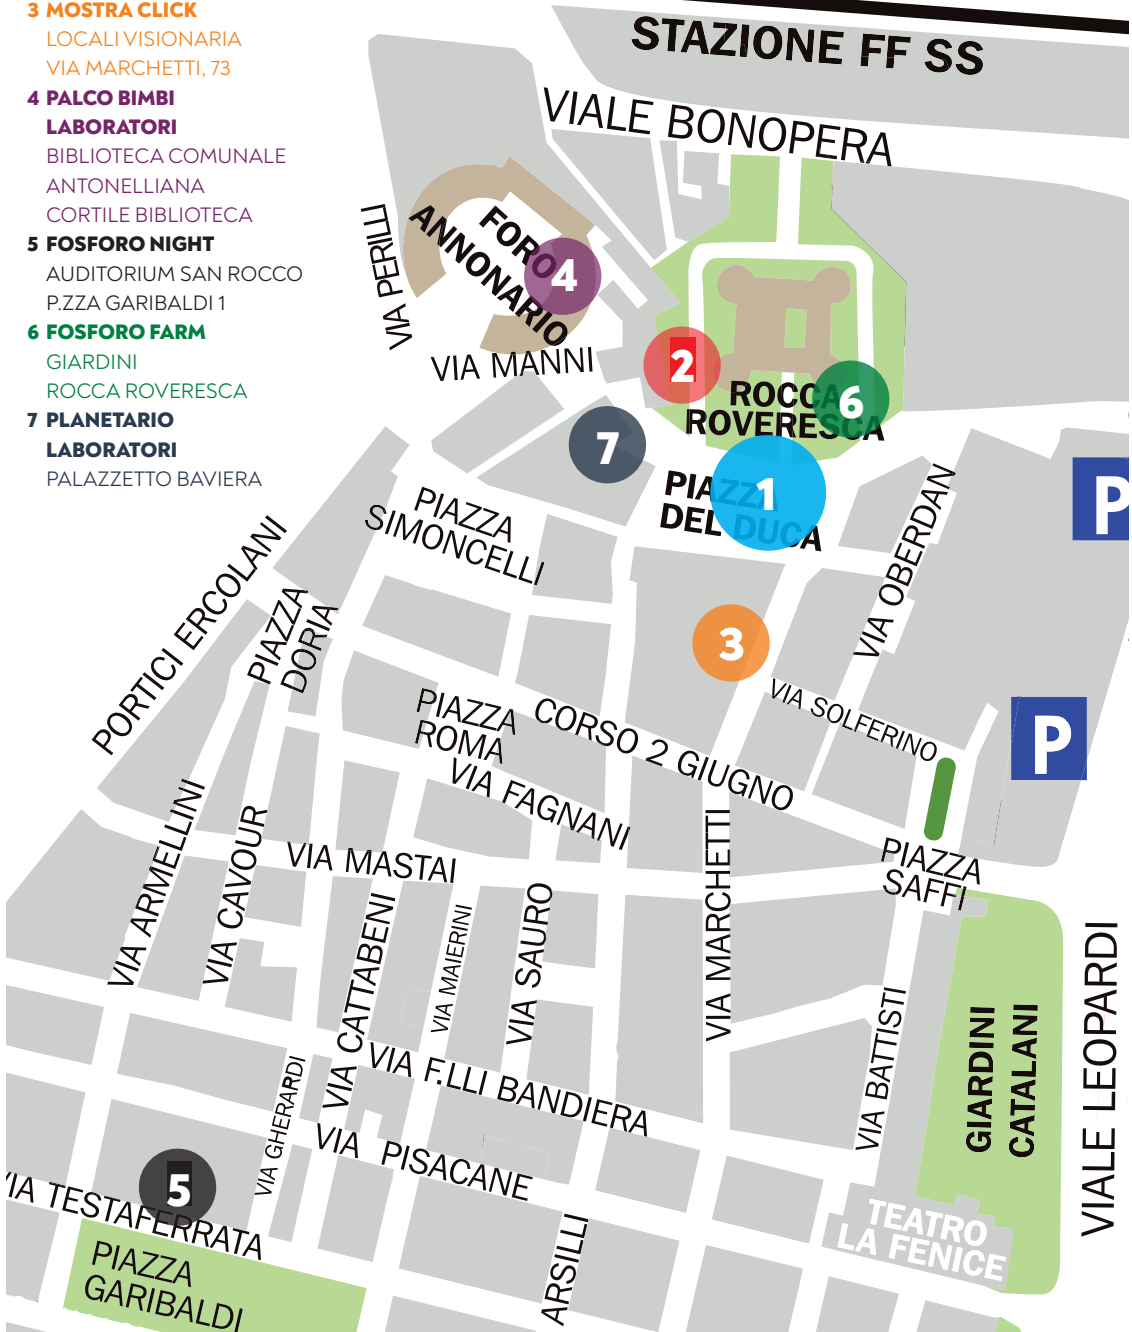 3 MOSTRA CLICK
LOCALI VISIONARIA
VIA MARCHETTI, 73
4 PALCO BIMBI
LABORATORI
BIBLIOTECA COMUNALE
ANTONELLIANA
CORTILE BIBLIOTECA
5 FOSFORO NIGHT
AUDITORIUM SAN ROCCO
P.ZZA GARIBALDI 1
6 FOSFORO FARM
GIARDINI
ROCCA ROVERESCA
7 PLANETARIO
LABORATORI
PALAZZETTO BAVIERA
STAZIONE FF SS
VIALE BONOPERA
VIA PERILLI
FORO
ANNONARIO
4
VIA MANNI
2
ROCCA
ROVERESCA
6
7
PIAZZA
DEL DUCA
1
P
PIAZZA
SIMONCELLI
VIA OBERDAN
PORTICI ERCOLANI
PIAZZA
DORIA
3
VIA SOLFERINO
P
PIAZZA
ROMA
CORSO 2 GIUGNO
VIA FAGNANI
VIA MASTAI
VIA ARMELLINI
VIA CAVOUR
VIA MARCHETTI
PIAZZA
SAFFI
VIA CATTABENI
VIA MAIERINI
VIA SAURO
VIA BATTISTI
GIARDINI
CATALANI
VIALE LEOPARDI
VIA F.LLI BANDIERA
VIA GHERARDI
VIA PISACANE
5
VIA TESTAFERRATA
PIAZZA
GARIBALDI
ARSILLI
TEATRO
LA FENICE